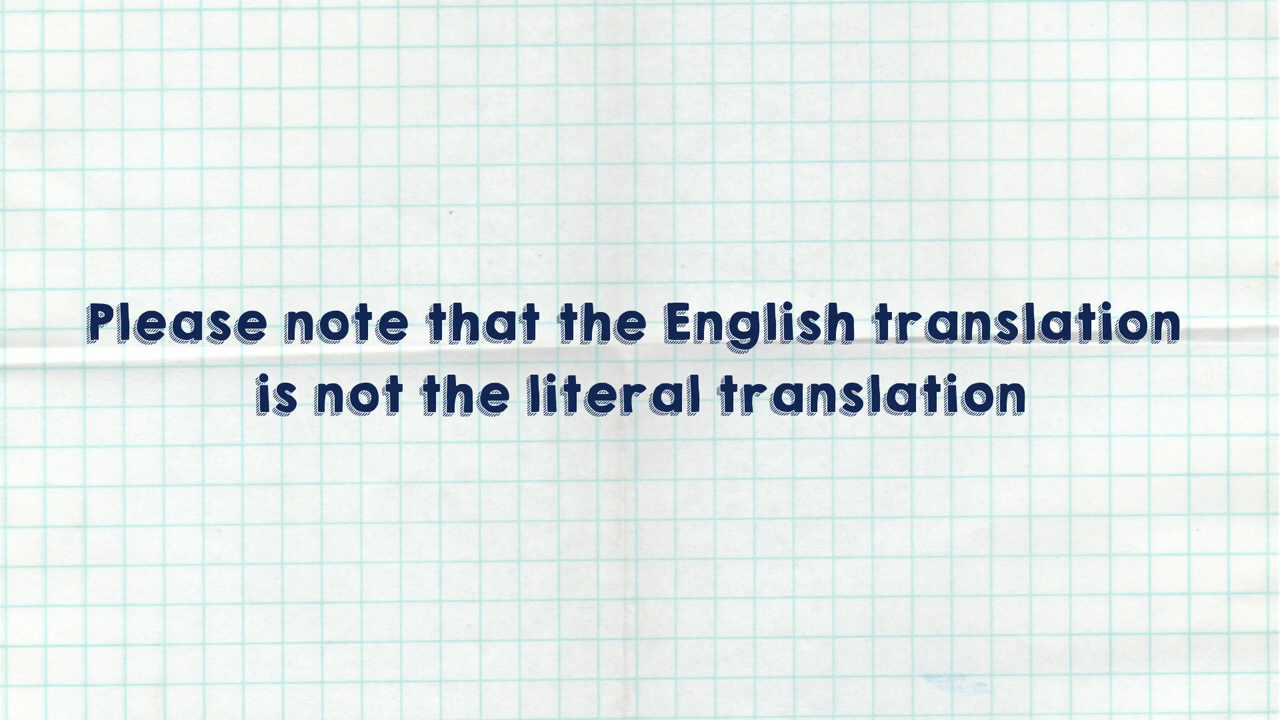 Please note that the English translation
is not the literal translation